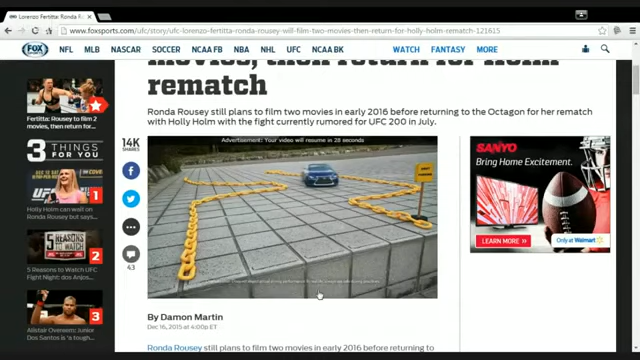 Lorenzo Fertitta: Ronda R
www.foxsports.com/ufc/story/ufc-lorenzo-fertitta-ronda-rousey-will-film-two-movies-then-return-for-holly-holm-rematch-121615
FOX SPORTS NFL MLB NASCAR SOCCER NCAA FB NBA UFC NCAA BK WATCH FANTASY MORE
movies, then return for Holly Holm
rematch
Ronda Rousey still plans to film two movies in early 2016 before returning to the Octagon for her rematch
with Holly Holm with the fight currently rumored for UFC 200 in July.
Fertitta: Rousey to film 2
movies, then return for...
3 THINGS
FOR YOU
1
Holly Holm can wait on
Ronda Rousey but says...
5 REASONS
TO WATCH
2
5 Reasons to Watch UFC
Fight Night: dos Anjos
3
Alistair Overeem: Junior
Dos Santos is 'a tough
14K
SHARES
43
Advertisement: Your video will resume in 28 seconds
SANYO
Bring Home Excitement.
LEARN MORE >>
Only at Walmart
By Damon Martin
Dec 16, 2015 at 4:00p ET
Ronda Rousey still plans to film two movies in early 2016 before returning to